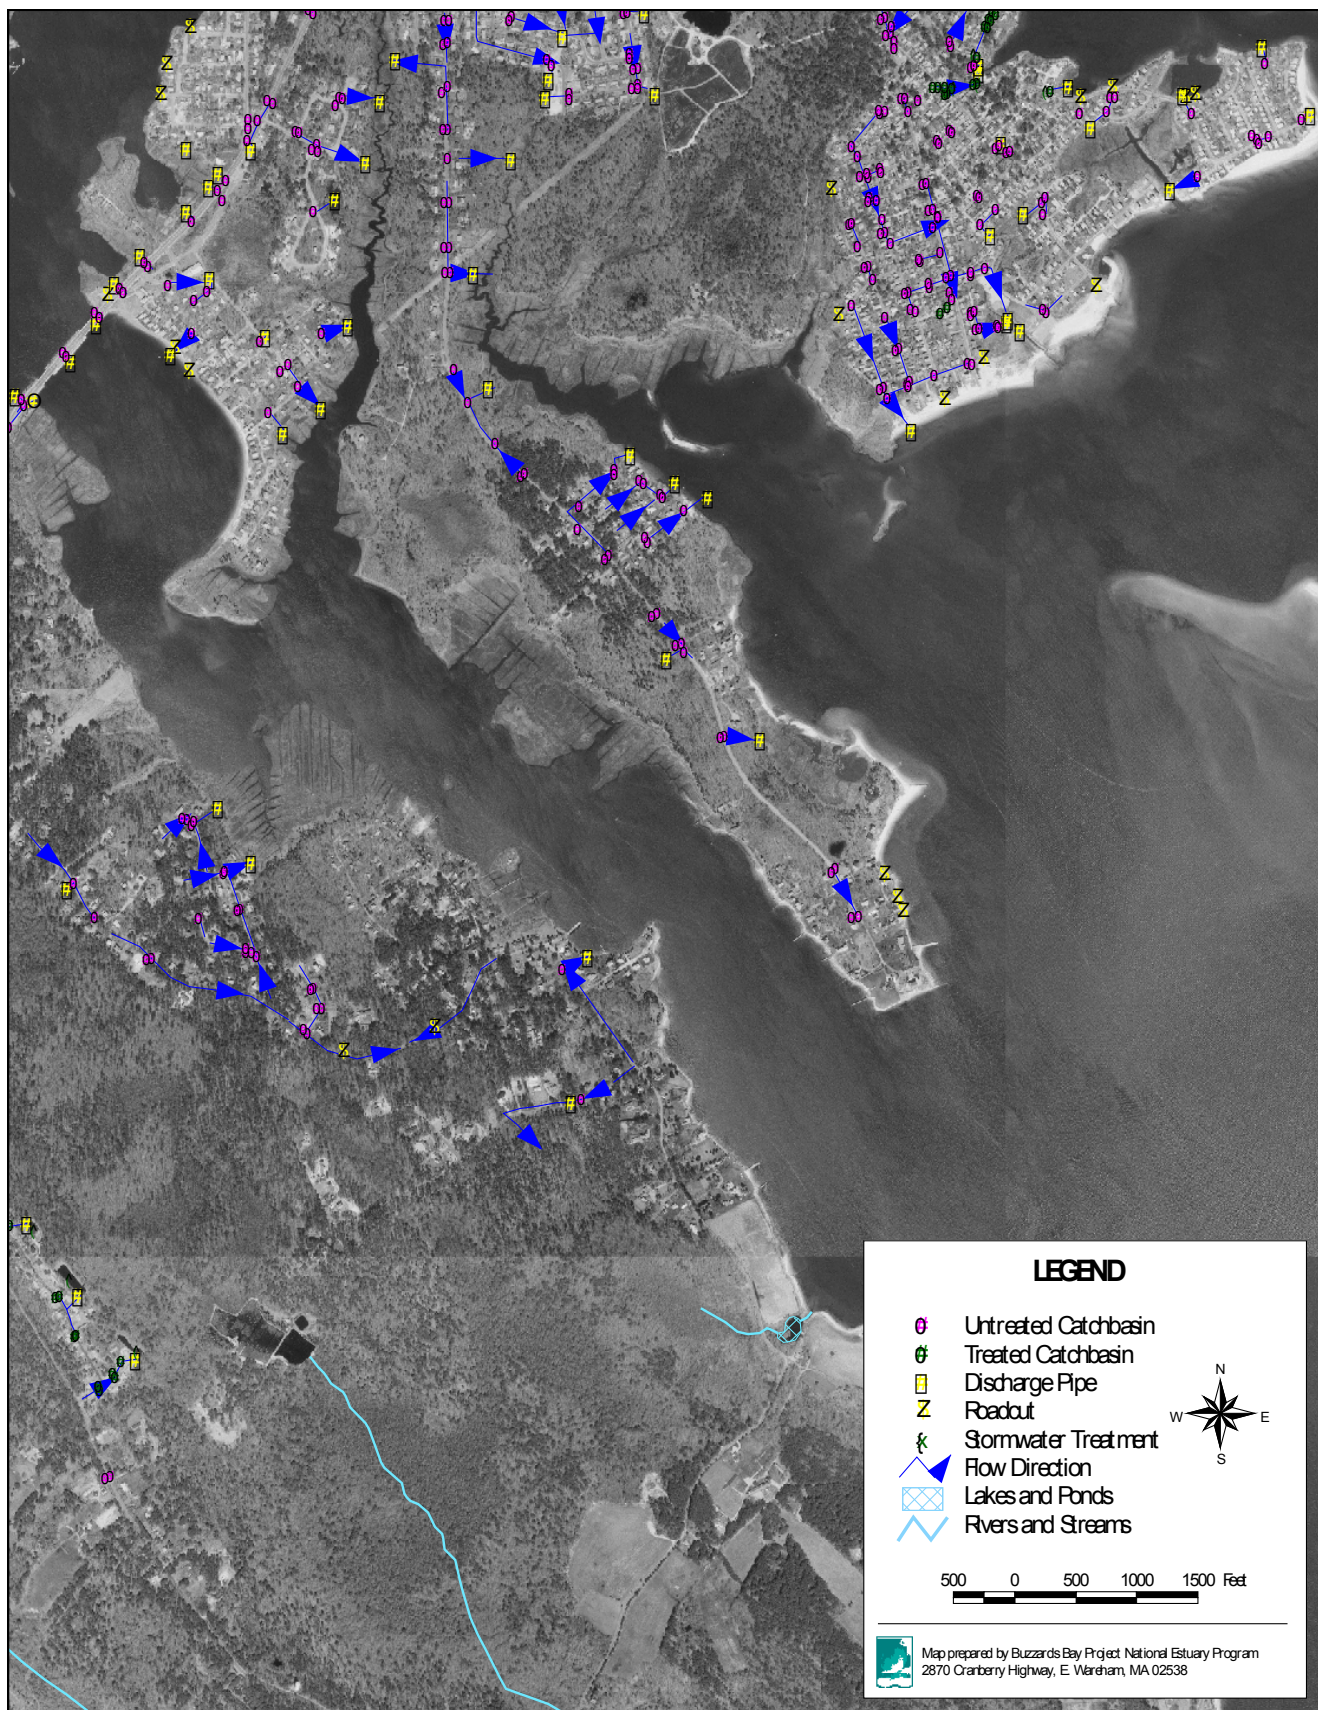 LEGEND
Untreated Catchbasin
Treated Catchbasin
Discharge Pipe
Roadcut
Stormwater Treatment
Flow Direction
Lakes and Ponds
Rivers and Streams
N
W E
S
500 0 500 1000 1500 Feet
Map prepared by Buzzards Bay Project National Estuary Program
2870 Cranberry Highway, E. Wareham, MA 02538